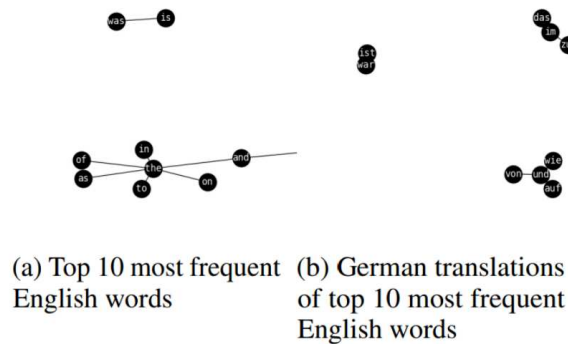 was is
ist
war
das
im
of
as
in
the
to
on
and
von
und
wie
auf
(a) Top 10 most frequent
English words
(b) German translations
of top 10 most frequent
English words